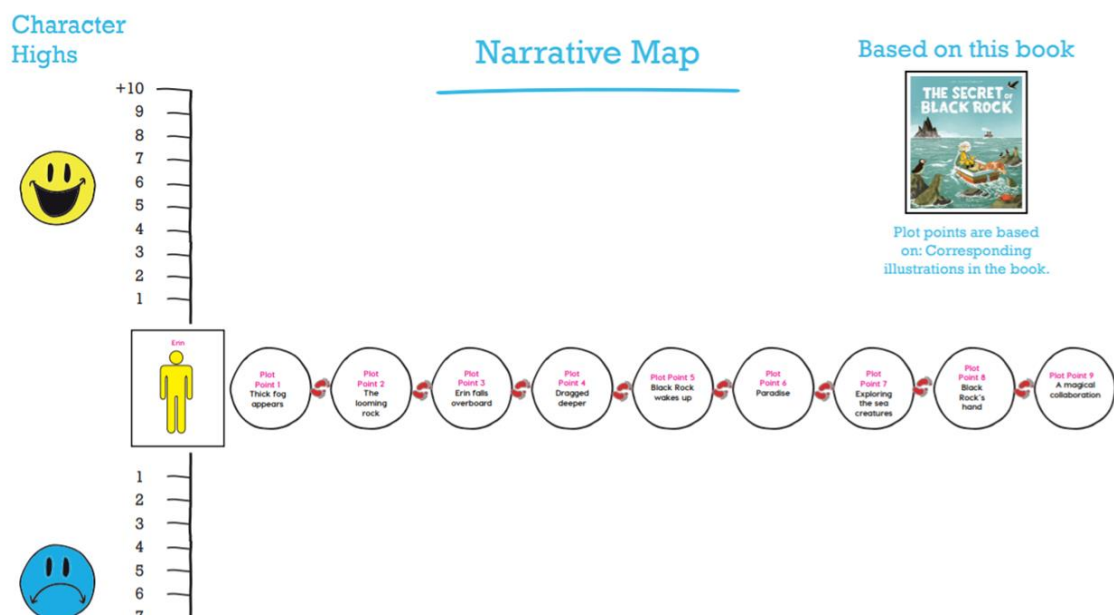 Character
Highs
Narrative Map
Based on this book
THE SECRET OF
BLACK ROCK
Plot points are based
on: Corresponding
illustrations in the book.
+10
9
8
7
6
5
4
3
2
1
Erin
Plot
Point 1
Thick fog
appears
Plot
Point 2
The
looming
rock
Plot
Point 3
Erin falls
overboard
Plot
Point 4
Dragged
deeper
Plot Point 5
Black Rock
wakes up
Plot
Point 6
Paradise
Plot
Point 7
Exploring
the sea
creatures
Plot
Point 8
Black
Rock's
hand
Plot Point 9
A magical
collaboration
1
2
3
4
5
6
7